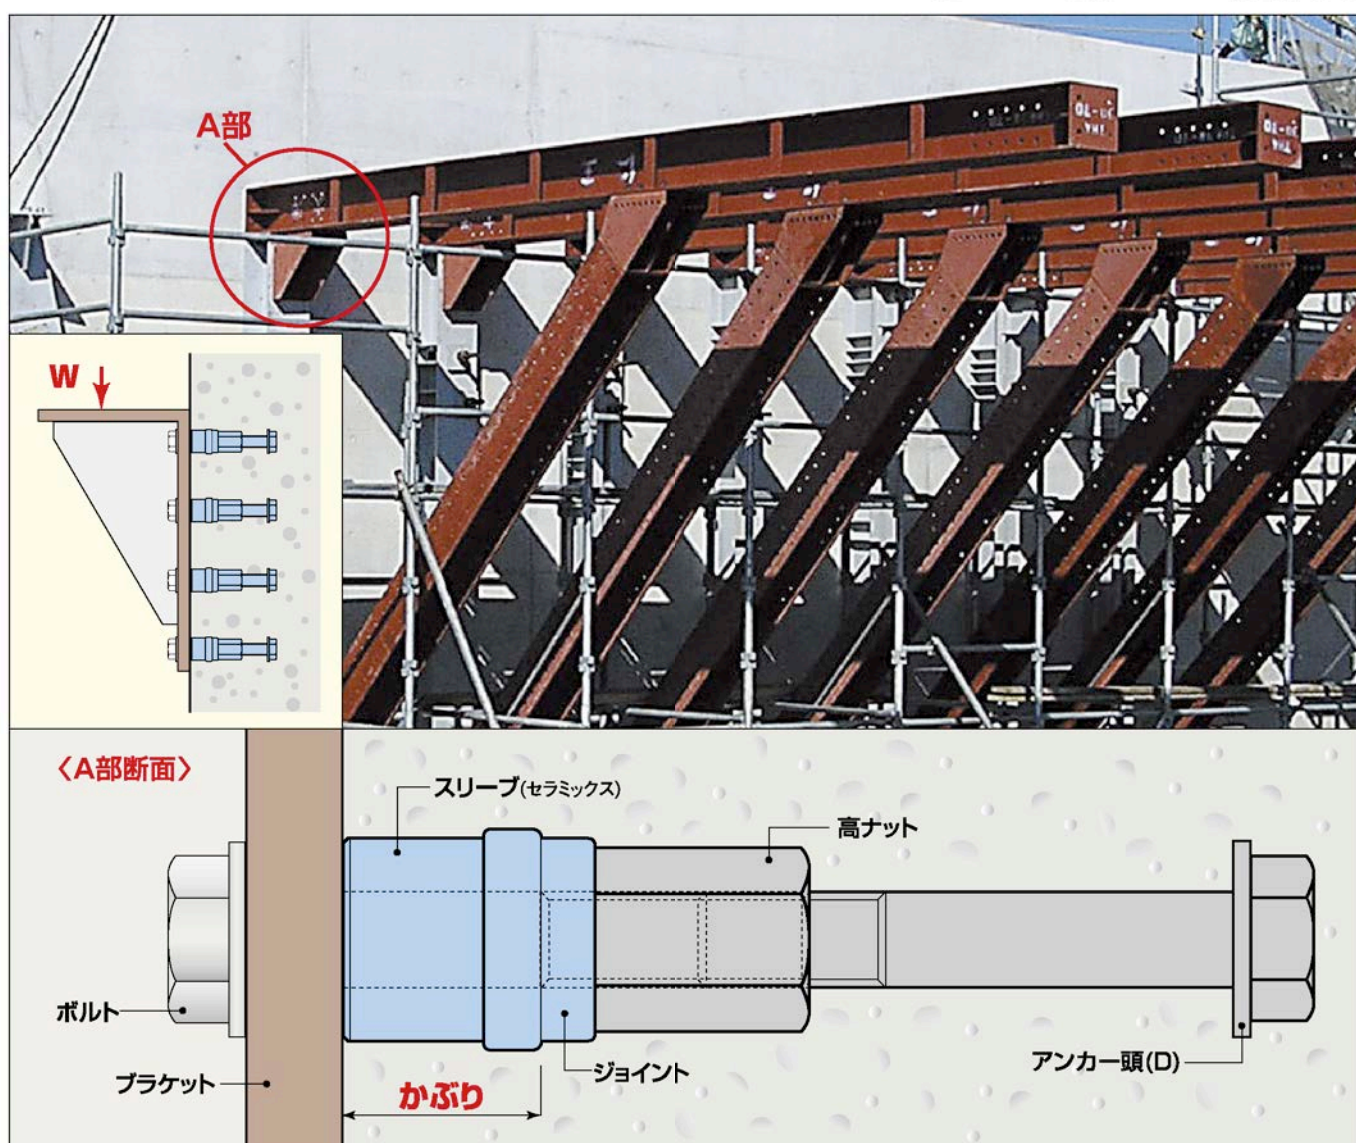 A部
W
〈A部断面〉
スリーブ(セラミックス)
高ナット
ボルト
ブラケット
かぶり
ジョイント
アンカー頭(D)